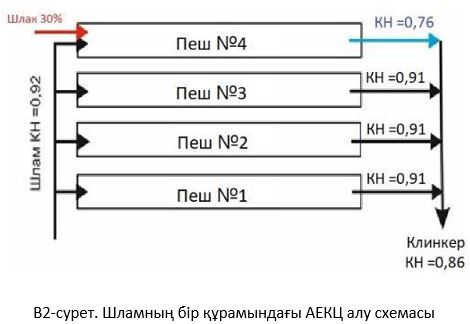 Шлак 30%
КН =0,76
Пеш №4
КН =0,91
Пеш №3
КН =0,91
Пеш №2
КН =0,91
Пеш №1
Шлам КН =0,92
Клинкер
КН =0,86
В2-сурет. Шламның бір құрамындағы АЕКЦ алу схемасы